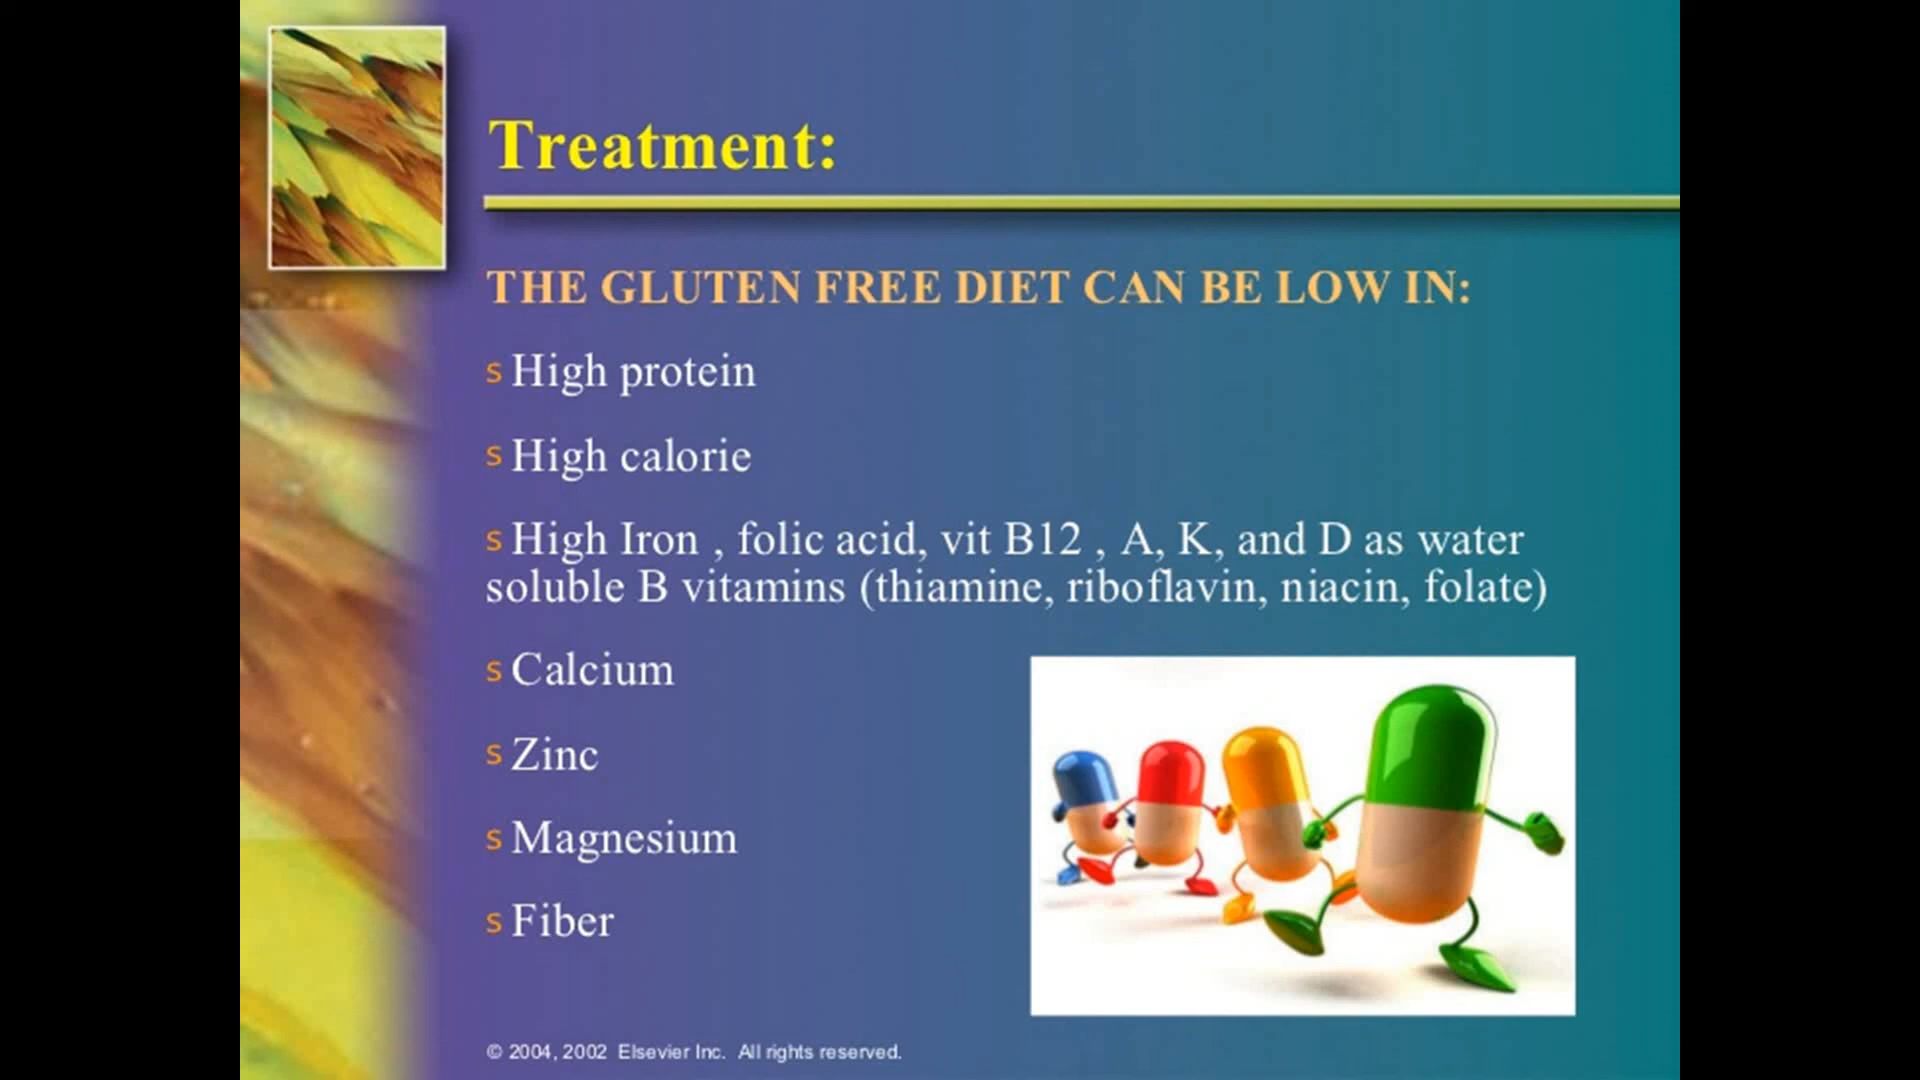 Treatment:
THE GLUTEN FREE DIET CAN BE LOW IN:
s High protein
s High calorie
s High Iron , folic acid, vit B12 , A, K, and D as water
soluble B vitamins (thiamine, riboflavin, niacin, folate)
s Calcium
s Zinc
s Magnesium
s Fiber
© 2004, 2002 Elsevier Inc. All rights reserved.